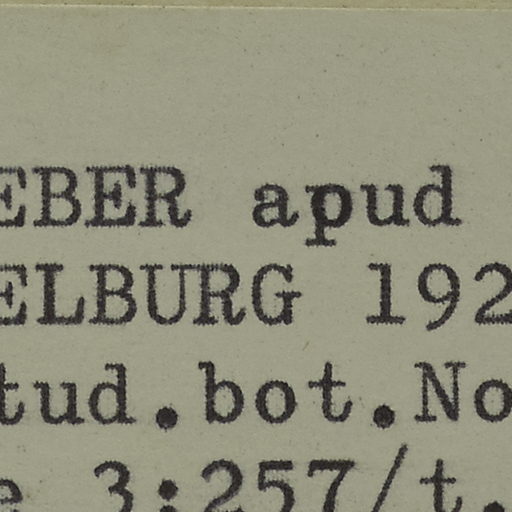 EBER apud
ELBURG 192
tud.bot.No
e 3:257/t.